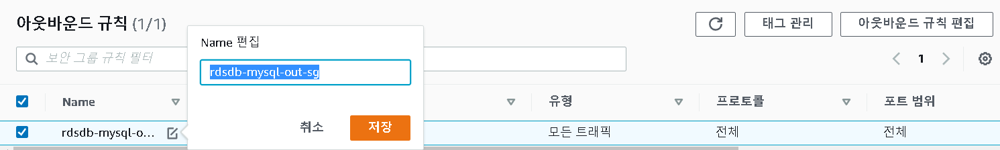 아웃바운드 규칙 (1/1)
태그 관리
아웃바운드 규칙 편집
Name 편집
보안 그룹 규칙 필터
1
rdsdb-mysql-out-sg
Name 유형 프로토콜 포트 범위
취소 저장
rdsdb-mysql-o... 모든 트래픽 전체 전체